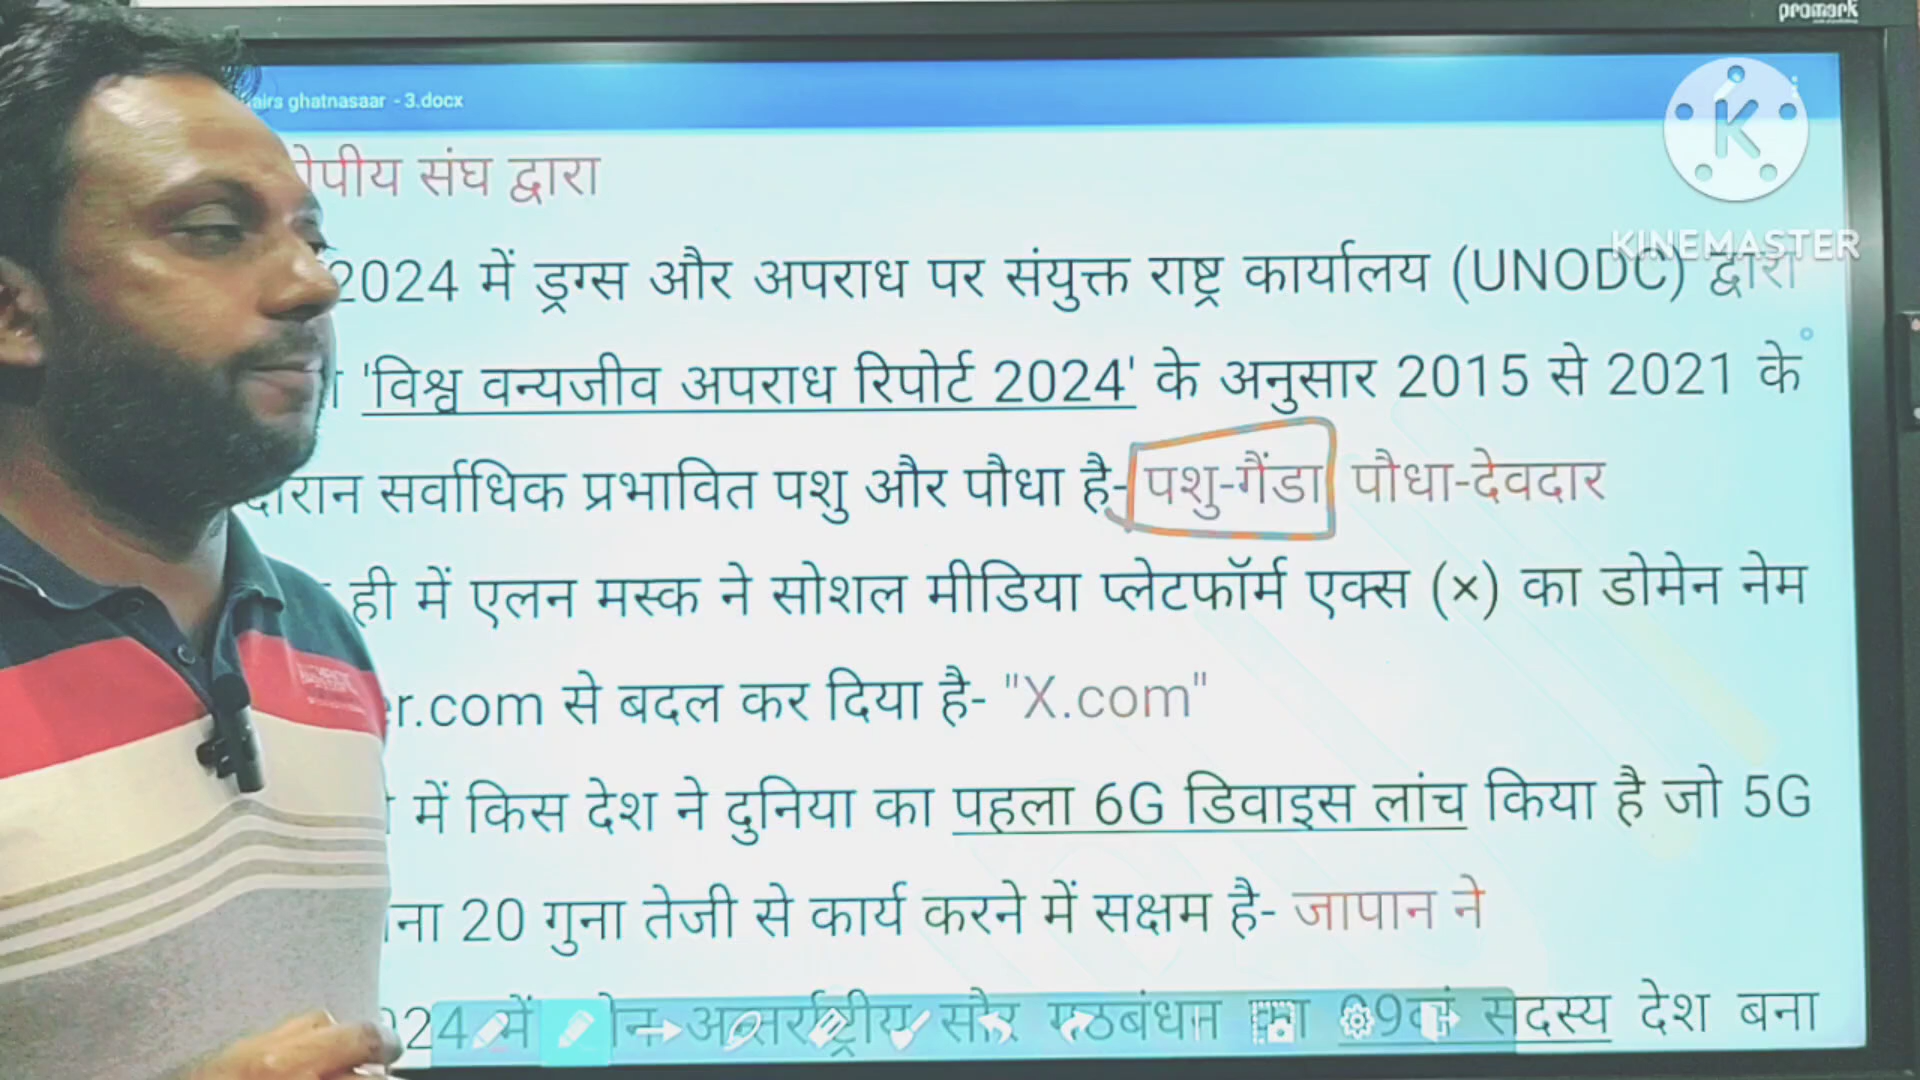 promark
airs ghatnasaar - 3.docx
KINEMASTER
संघ द्वारा
2024 में ड्रग्स और अपराध पर संयुक्त राष्ट्र कार्यालय (UNODC) द्वारा
'विश्व वन्यजीव अपराध रिपोर्ट 2024' के अनुसार 2015 से 2021 के
सर्वाधिक प्रभावित पशु और पौधा है- पशु-गैंडा पौधा-देवदार
ही में एलन मस्क ने सोशल मीडिया प्लेटफॉर्म एक्स (×) का डोमेन नेम
r.com से बदल कर दिया है- "X.com"
में किस देश ने दुनिया का पहला 6G डिवाइस लांच किया है जो 5G
ना 20 गुना तेजी से कार्य करने में सक्षम है- जापान ने
24 में सदस्य देश बना